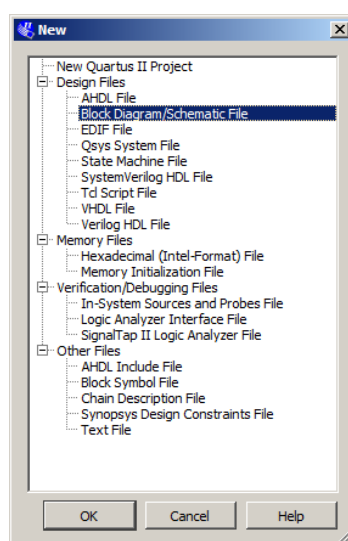 New
New Quartus II Project
Design Files
AHDL File
Block Diagram/Schematic File
EDIF File
Qsys System File
State Machine File
SystemVerilog HDL File
Tcl Script File
VHDL File
Verilog HDL File
Memory Files
Hexadecimal (Intel-Format) File
Memory Initialization File
Verification/Debugging Files
In-System Sources and Probes File
Logic Analyzer Interface File
SignalTap II Logic Analyzer File
Other Files
AHDL Include File
Block Symbol File
Chain Description File
Synopsys Design Constraints File
Text File
OK Cancel Help